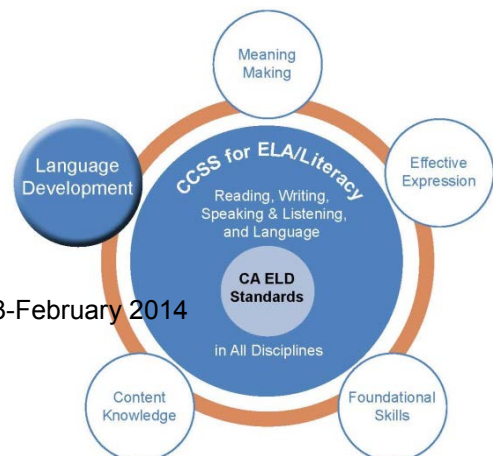 Meaning
Making
Language
Development
Effective
Expression
CCSS for ELA/Literacy
Reading, Writing,
Speaking & Listening,
and Language
CA ELD
Standards
3-February 2014
in All Disciplines
Content
Knowledge
Foundational
Skills